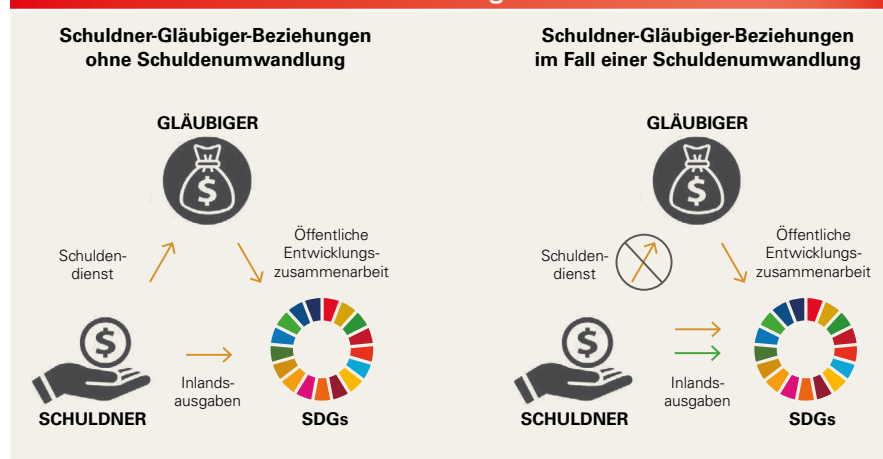 Schuldner-Gläubiger-Beziehungen
ohne Schuldenumwandlung
GLÄUBIGER
$
Schulden-
dienst
Öffentliche
Entwicklungs-
zusammenarbeit
$
Inlands-
ausgaben
SCHULDNER
SDGs
Schuldner-Gläubiger-Beziehungen
im Fall einer Schuldenumwandlung
GLÄUBIGER
$
Schulden-
dienst
Öffentliche
Entwicklungs-
zusammenarbeit
$
Inlands-
ausgaben
SCHULDNER
SDGs